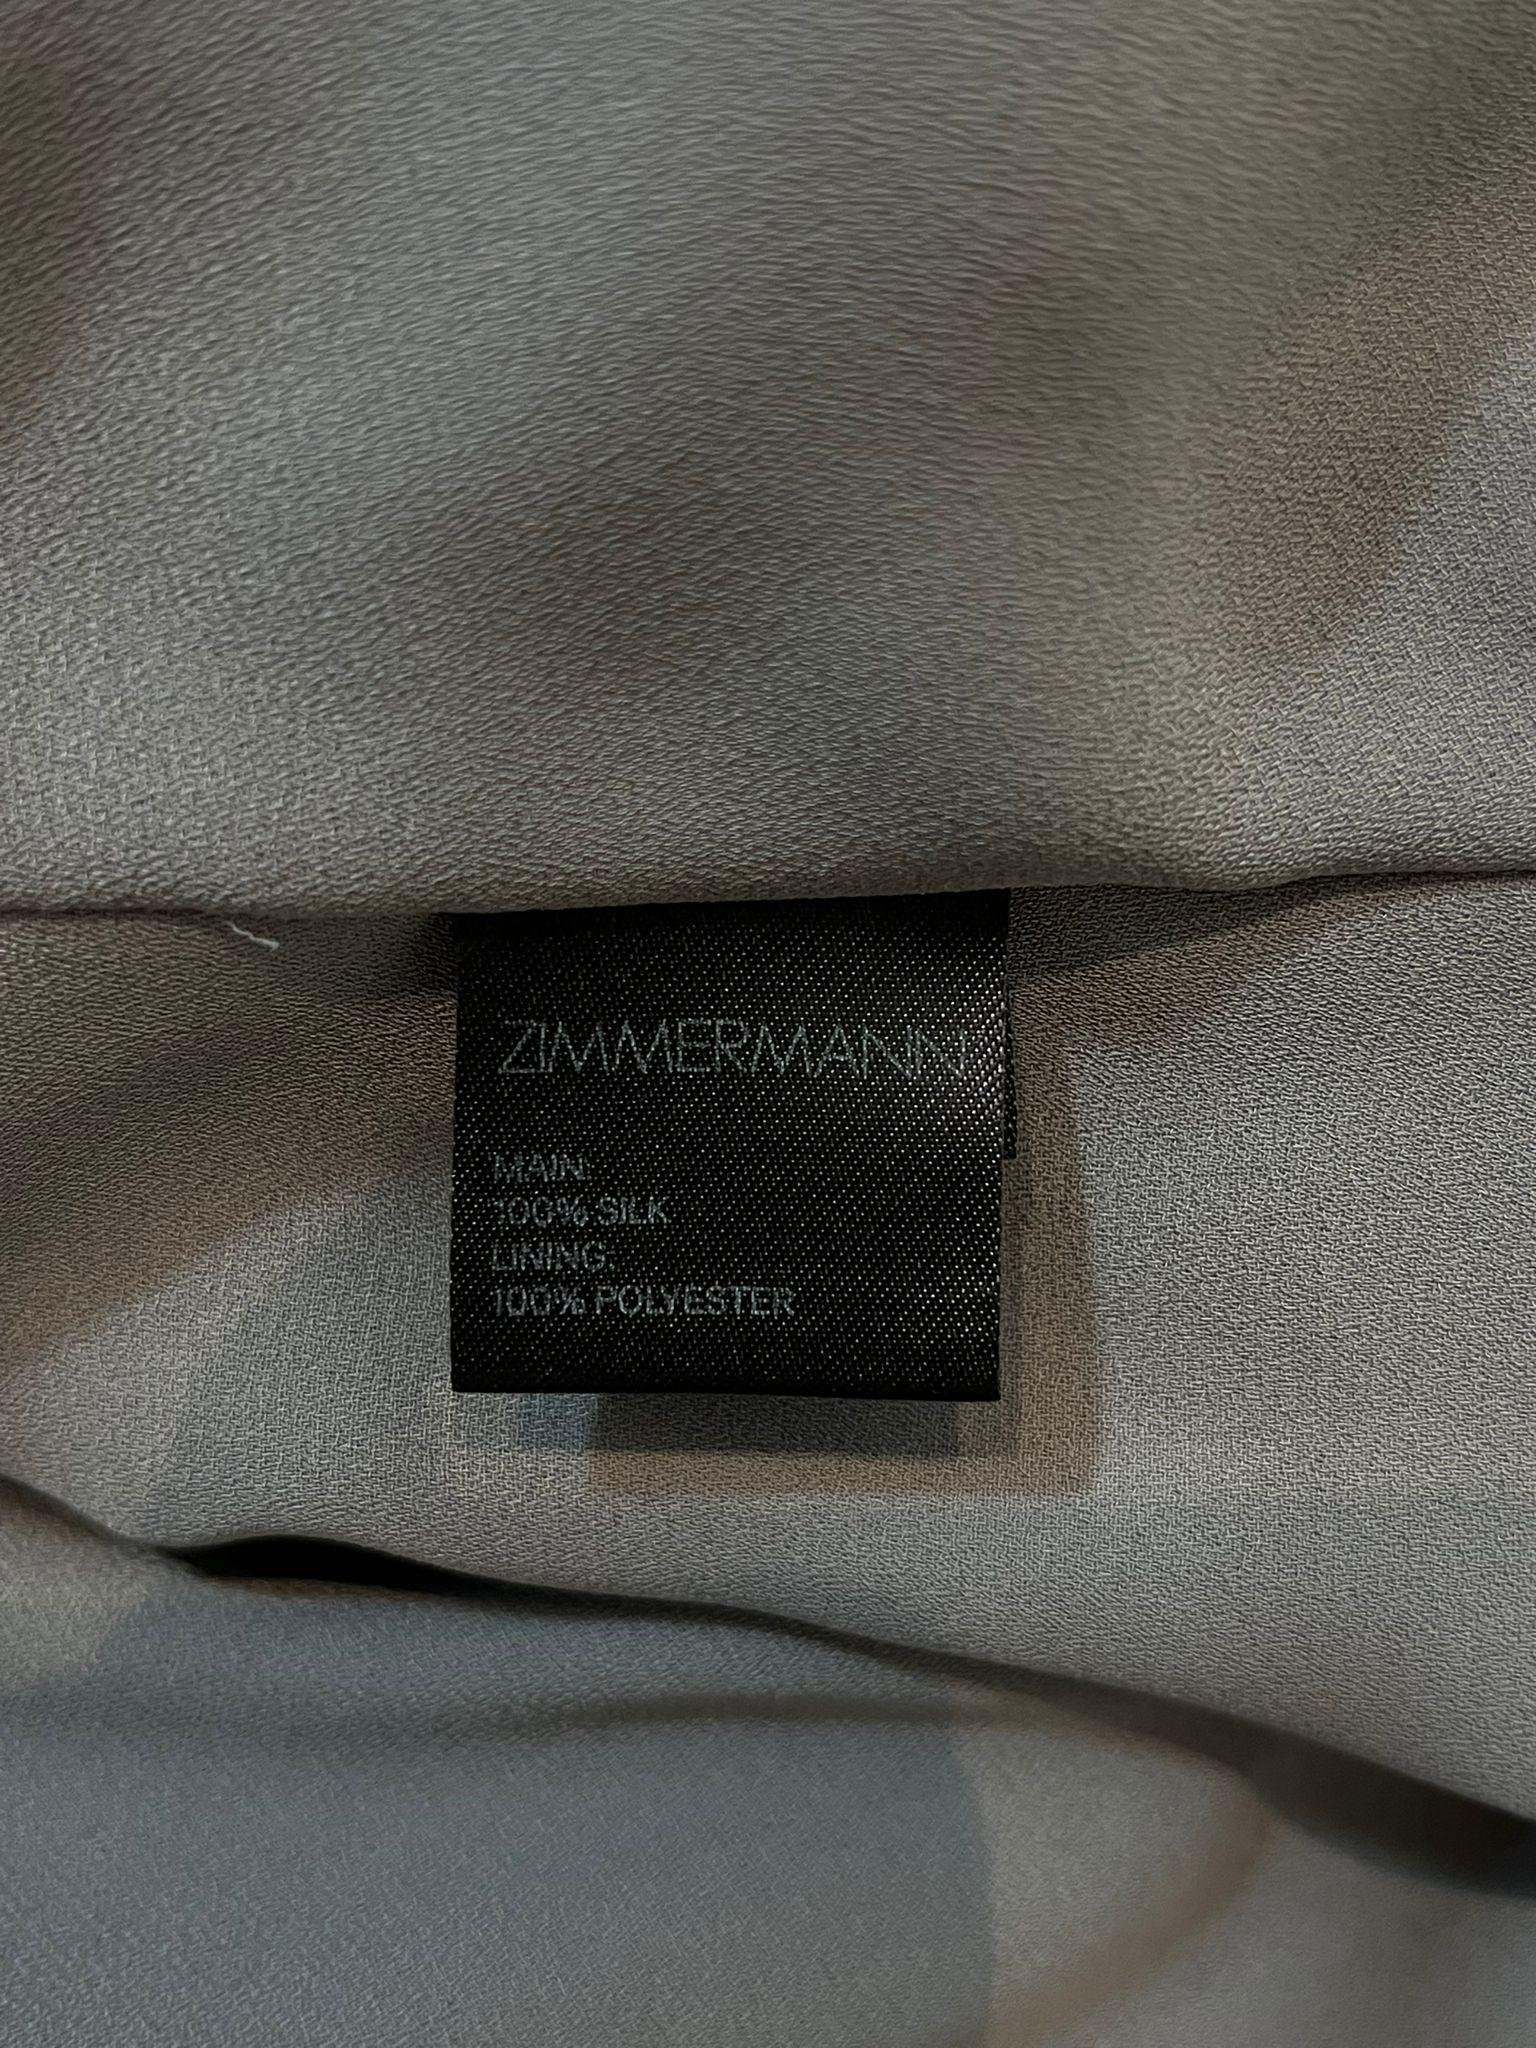 ZIMMERMANN
MAIN:
100% SILK
LINING:
100% POLYESTER